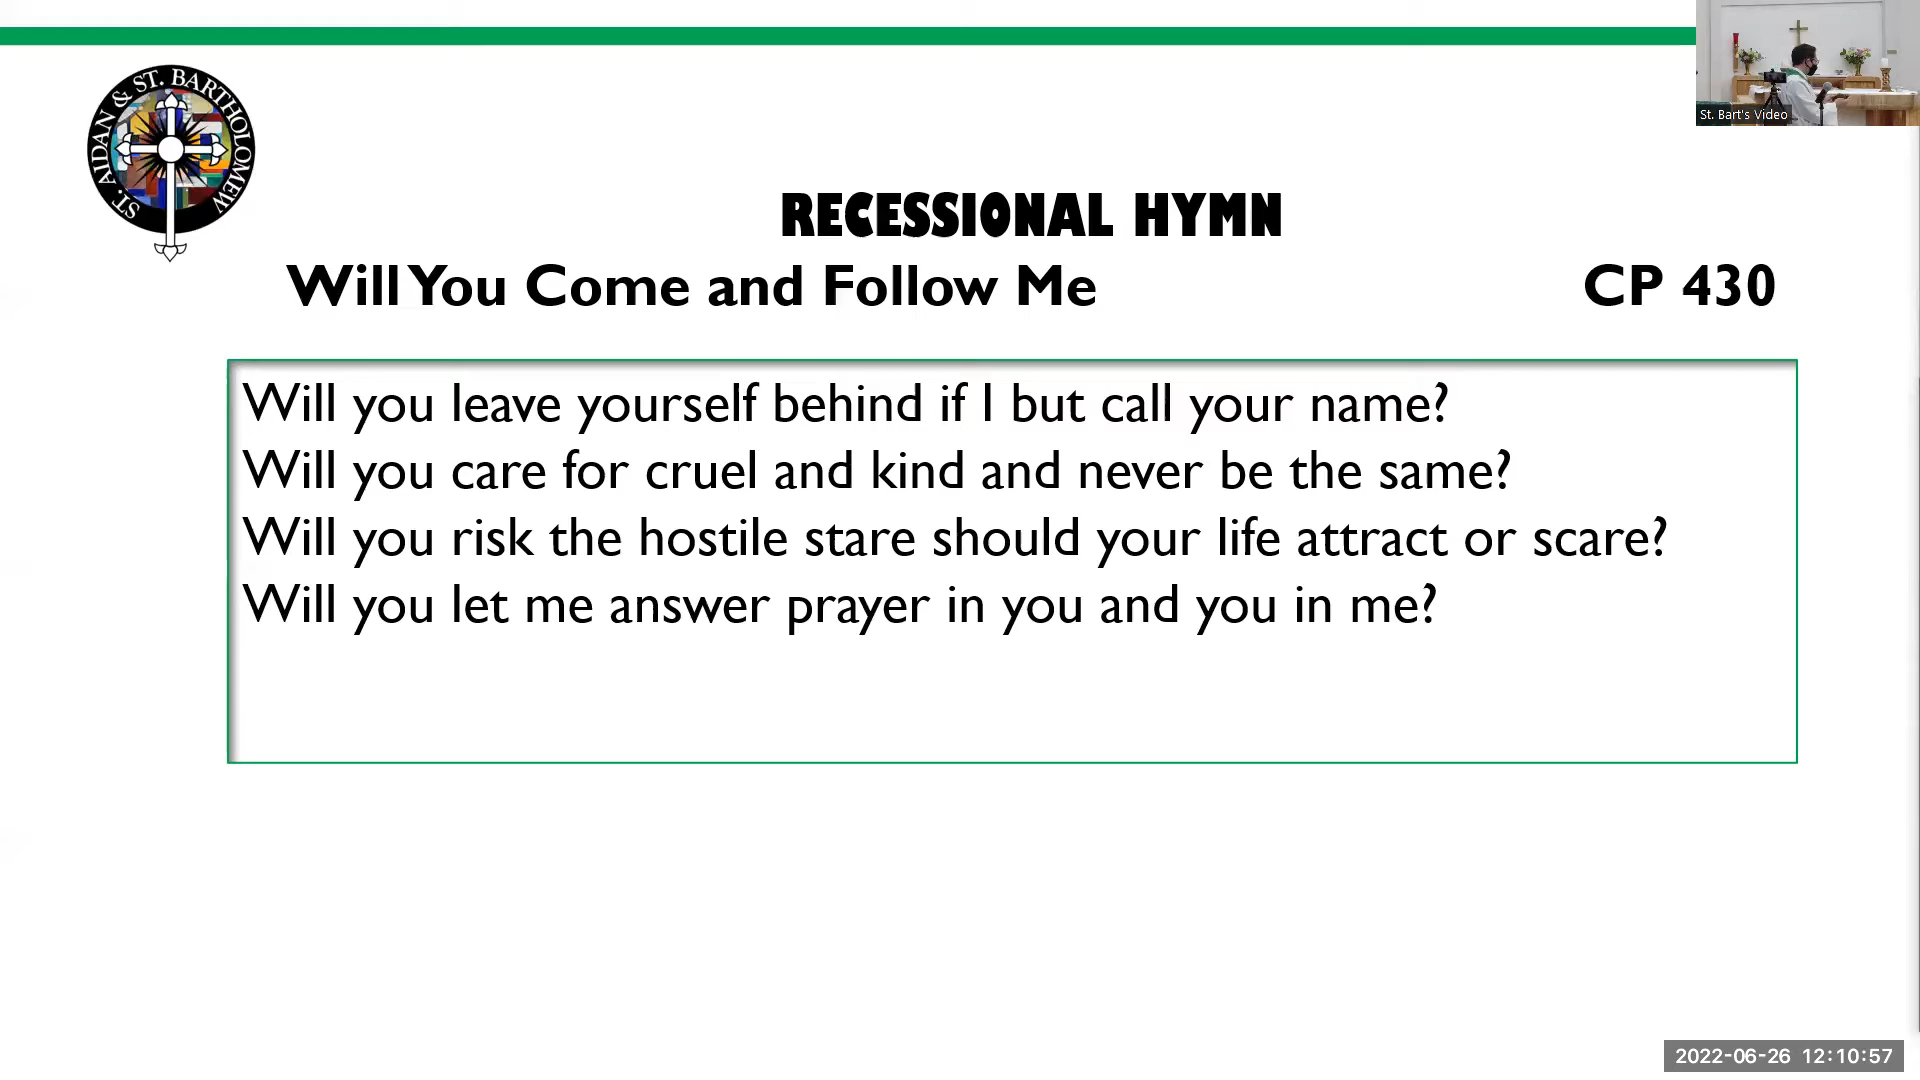 ST. AIDAN & ST. BARTHOLOMEW
St. Bart's Video
RECESSIONAL HYMN
Will You Come and Follow Me CP 430
Will you leave yourself behind if I but call your name?
Will you care for cruel and kind and never be the same?
Will you risk the hostile stare should your life attract or scare?
Will you let me answer prayer in you and you in me?
2022-06-26 12:10:57